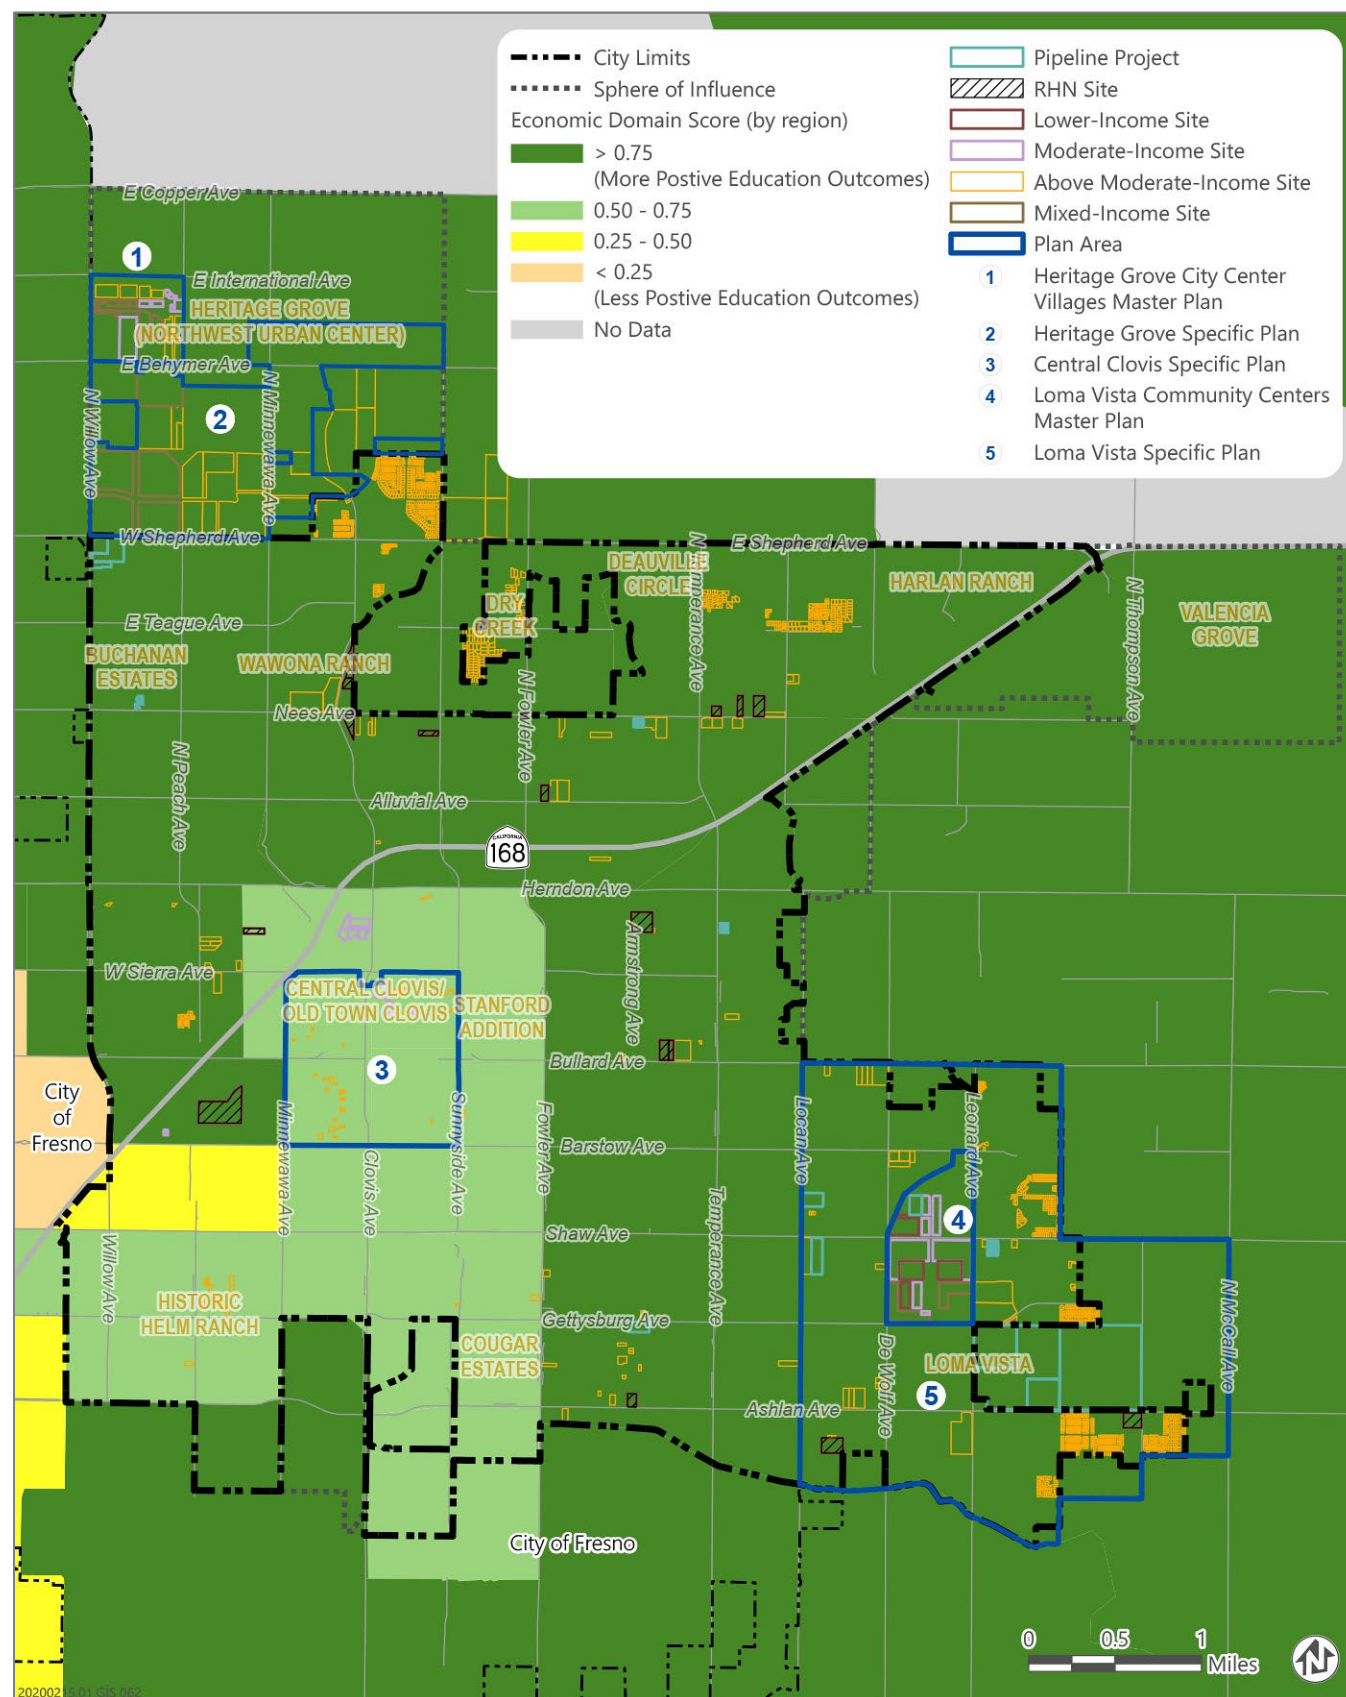 City Limits
Sphere of Influence
Economic Domain Score (by region)
> 0.75
(More Postive Education Outcomes)
0.50 - 0.75
0.25 - 0.50
< 0.25
(Less Postive Education Outcomes)
No Data
Pipeline Project
RHN Site
Lower-Income Site
Moderate-Income Site
Above Moderate-Income Site
Mixed-Income Site
Plan Area
1 Heritage Grove City Center
Villages Master Plan
2 Heritage Grove Specific Plan
3 Central Clovis Specific Plan
4 Loma Vista Community Centers
Master Plan
5 Loma Vista Specific Plan
E Copper Ave
1
E International Ave
HERITAGE GROVE
(NORTHWEST URBAN CENTER)
E Behymer Ave
N Willow Ave
N Minnewawa Ave
2
W Shepherd Ave
E Shepherd Ave
DEAUVILLE
CIRCLE
N Temperance Ave
HARLAN RANCH
N Thompson Ave
VALENCIA
GROVE
DRY
CREEK
E Teague Ave
BUCHANAN
ESTATES
WAWONA RANCH
Nees Ave
N Fowler Ave
N Peach Ave
Alluvial Ave
CALIFORNIA
168
Herndon Ave
Armstrong Ave
W Sierra Ave
CENTRAL CLOVIS/
OLD TOWN CLOVIS
STANFORD
ADDITION
3
Bullard Ave
City
of
Fresno
Minnewawa Ave
Clovis Ave
Sunnyside Ave
Fowler Ave
Barstow Ave
Locan Ave
Leonard Ave
Temperance Ave
4
Shaw Ave
Willow Ave
HISTORIC
HELM RANCH
Gettysburg Ave
COUGAR
ESTATES
De Wolf Ave
LOMA VISTA
N McCall Ave
5
Ashlan Ave
City of Fresno
0 0.5 1
Miles
N
20200216.01 GIS 062